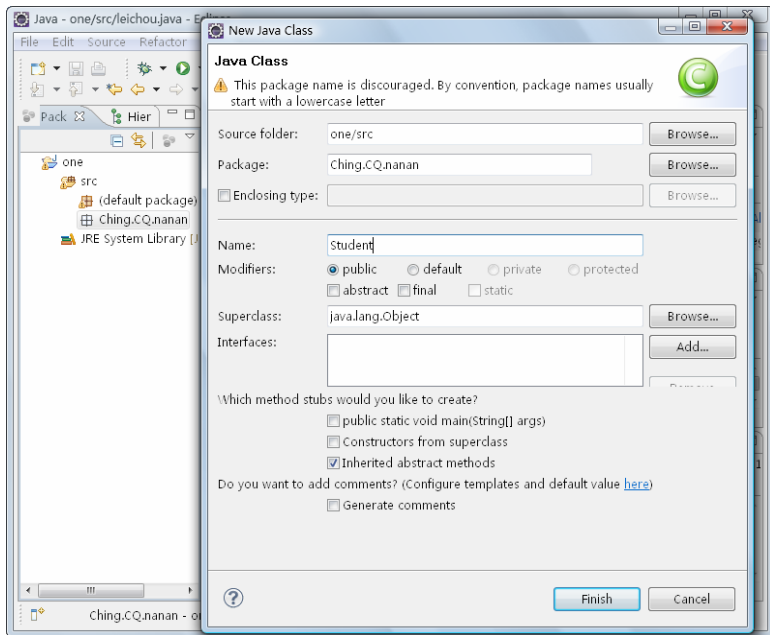 Java - one/src/leichou.java -
File Edit Source Refactor
Pack
Hier
one
src
(default package)
Ching.CQ.nanan
JRE System Library
Ching.CQ.nanan -
New Java Class
Java Class
This package name is discouraged. By convention, package names usually
start with a lowercase letter
Source folder: one/src Browse...
Package: Ching.CQ.nanan Browse...
Enclosing type: Browse...
Name: Student
Modifiers: public default private protected
abstract final static
Superclass: java.lang.Object Browse...
Interfaces: Add...
Which method stubs would you like to create?
public static void main(String[] args)
Constructors from superclass
Inherited abstract methods
Do you want to add comments? (Configure templates and default value here)
Generate comments
? Finish Cancel